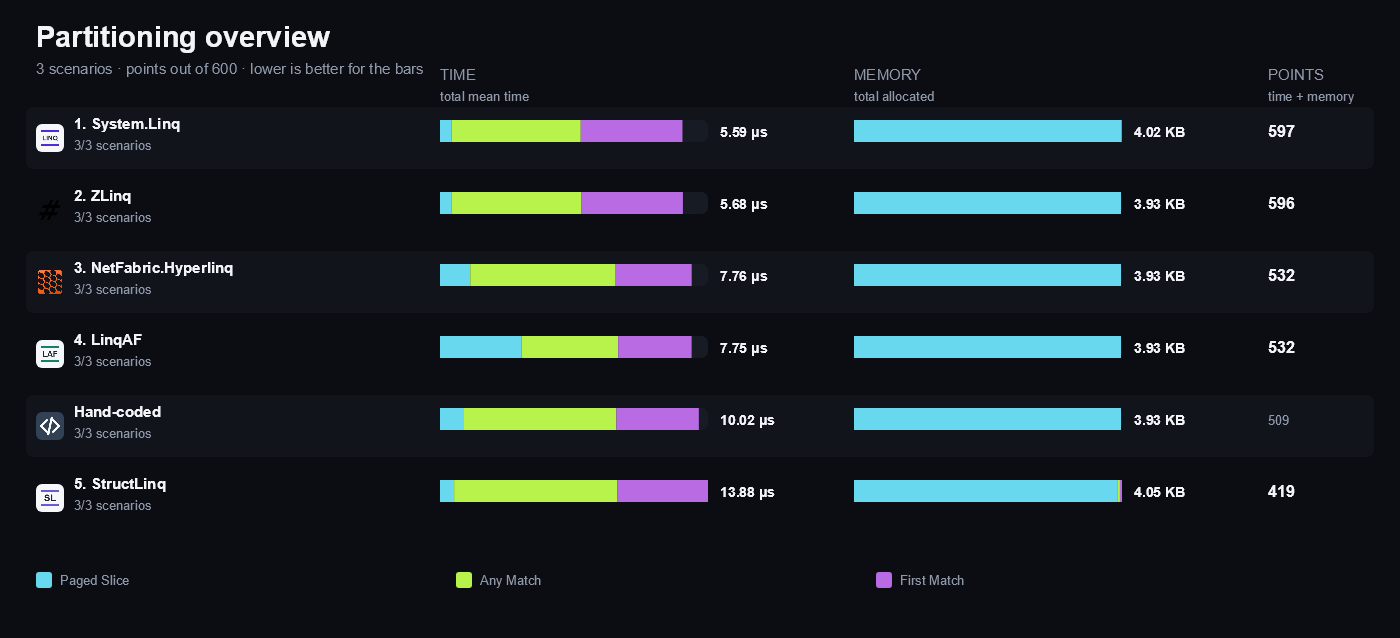 Partitioning overview
3 scenarios · points out of 600 · lower is better for the bars
TIME
total mean time
MEMORY
total allocated
POINTS
time + memory
LINQ
1. System.Linq
3/3 scenarios
5.59 µs
4.02 KB
597
#
2. ZLinq
3/3 scenarios
5.68 µs
3.93 KB
596
3. NetFabric.Hyperlinq
3/3 scenarios
7.76 µs
3.93 KB
532
LAF
4. LinqAF
3/3 scenarios
7.75 µs
3.93 KB
532
</>
Hand-coded
3/3 scenarios
10.02 µs
3.93 KB
509
SL
5. StructLinq
3/3 scenarios
13.88 µs
4.05 KB
419
Paged Slice
Any Match
First Match